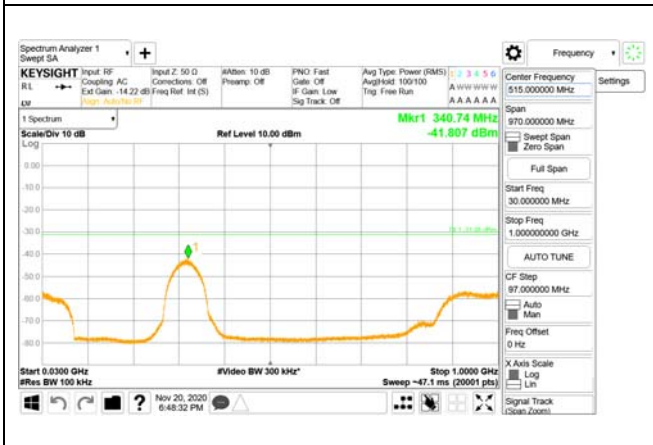 Spectrum Analyzer 1
Swept SA
+
Frequency
KEYSIGHT
Input: RF
Input Z: 50 Ω
#Atten: 10 dB
PNO: Fast
Avg Type: Power (RMS)
1 2 3 4 5 6
RL
Coupling: AC
Corrections: Off
Preamp: Off
Gate: Off
Avg|Hold: 100/100
A WW WWW
Ext Gain: -14.22 dB
Freq Ref: Int (S)
IF Gain: Low
Trig: Free Run
Align: Auto/No RF
Sig Track: Off
A A A A A A
1 Spectrum
Mkr1 340.74 MHz
Scale/Div 10 dB
Ref Level 10.00 dBm
-41.807 dBm
Log
0.00
-10.0
-20.0
-30.0
-40.0
-50.0
-60.0
-70.0
-80.0
1
Start 0.0300 GHz
#Video BW 300 kHz*
Stop 1.0000 GHz
#Res BW 100 kHz
Sweep ~47.1 ms (20001 pts)
Nov 20, 2020
6:48:32 PM
?
Center Frequency
515.000000 MHz
Settings
Span
970.000000 MHz
Swept Span
Zero Span
Full Span
Start Freq
30.000000 MHz
Stop Freq
1.000000000 GHz
AUTO TUNE
CF Step
97.000000 MHz
Auto
Man
Freq Offset
0 Hz
X Axis Scale
Log
Lin
Signal Track
(Span Zoom)